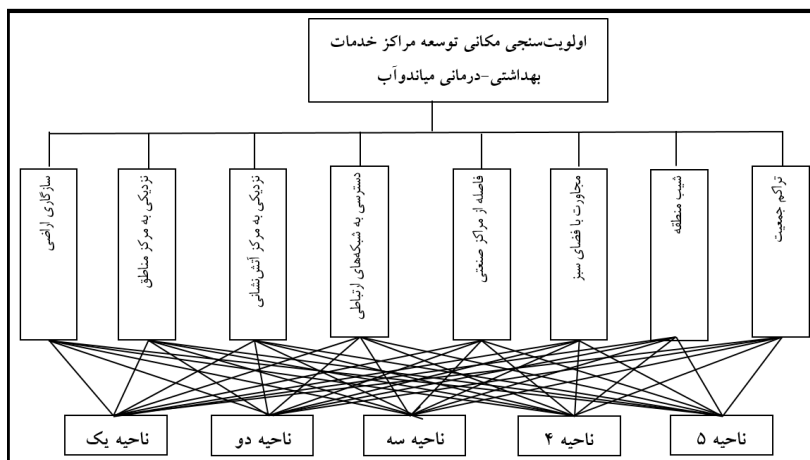 اولویت‌سنجی مکانی توسعه مراکز خدمات
بهداشتی-درمانی میاندوآب
تراکم جمعیت
شیب منطقه
مجاورت با فضای سبز
فاصله از مراکز صنعتی
دسترسی به شبکه‌های ارتباطی
نزدیکی به مرکز آتش‌نشانی
نزدیکی به مرکز مناطق
سازگاری اراضی
ناحیه ۵
ناحیه ۴
ناحیه سه
ناحیه دو
ناحیه یک